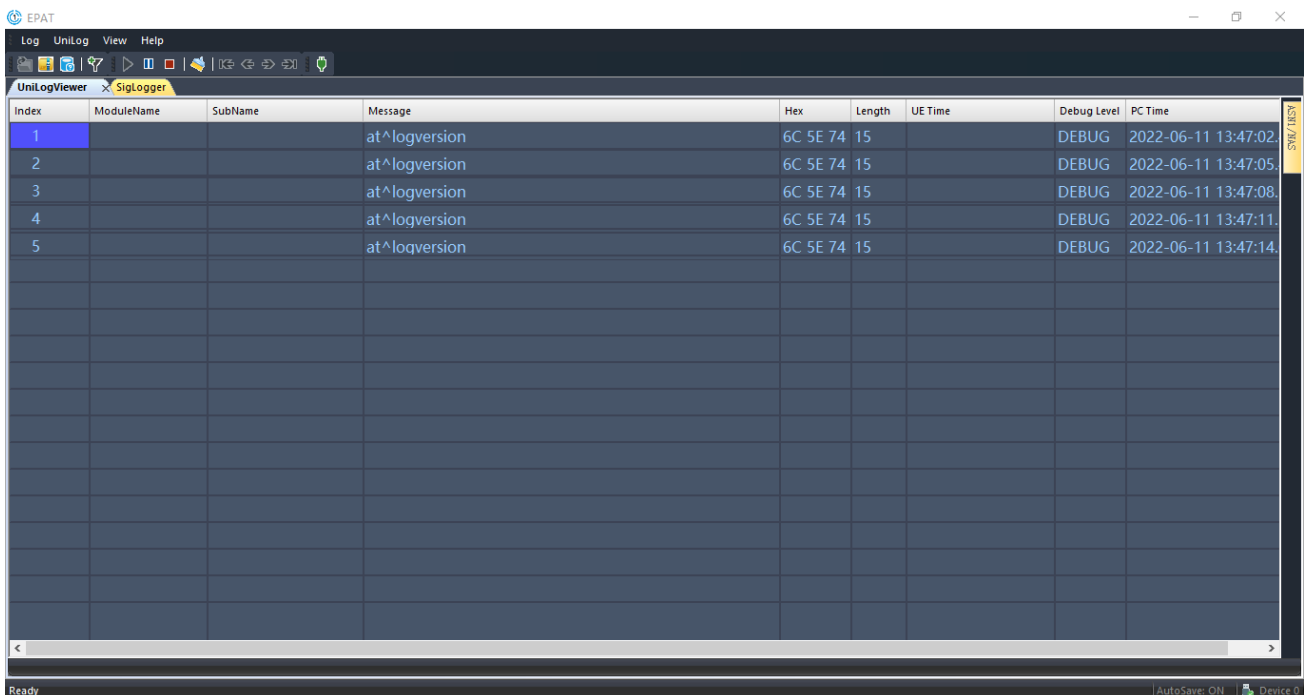 EPAT
Log UniLog View Help
UniLogViewer SigLogger
Index ModuleName SubName Message Hex Length UE Time Debug Level PC Time
1 at^logversion 6C 5E 74 15 DEBUG 2022-06-11 13:47:02.
2 at^logversion 6C 5E 74 15 DEBUG 2022-06-11 13:47:05.
3 at^logversion 6C 5E 74 15 DEBUG 2022-06-11 13:47:08.
4 at^logversion 6C 5E 74 15 DEBUG 2022-06-11 13:47:11.
5 at^logversion 6C 5E 74 15 DEBUG 2022-06-11 13:47:14.
ASN1/NAS
Ready AutoSave: ON Device 0